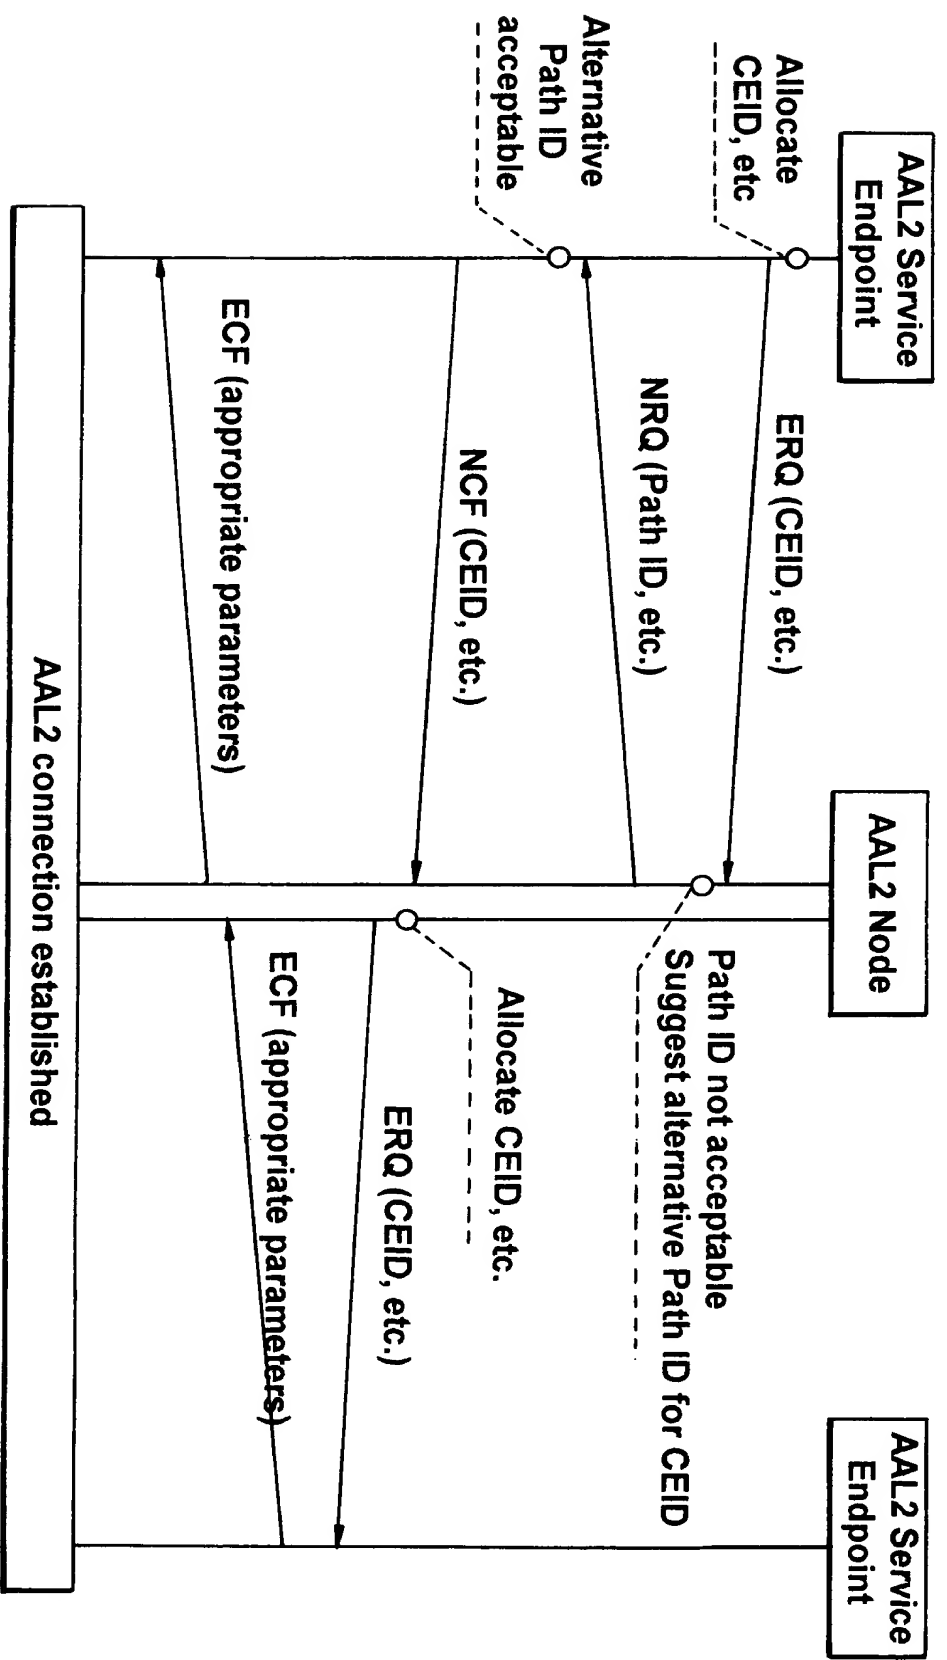 AAL2 Service
Endpoint
AAL2 Node
AAL2 Service
Endpoint
Allocate
CEID, etc
ERQ (CEID, etc.)
Path ID not acceptable
Suggest alternative Path ID for CEID
NRQ (Path ID, etc.)
Alternative
Path ID
acceptable
NCF (CEID, etc.)
Allocate CEID, etc.
ERQ (CEID, etc.)
ECF (appropriate parameters)
ECF (appropriate parameters)
AAL2 connection established